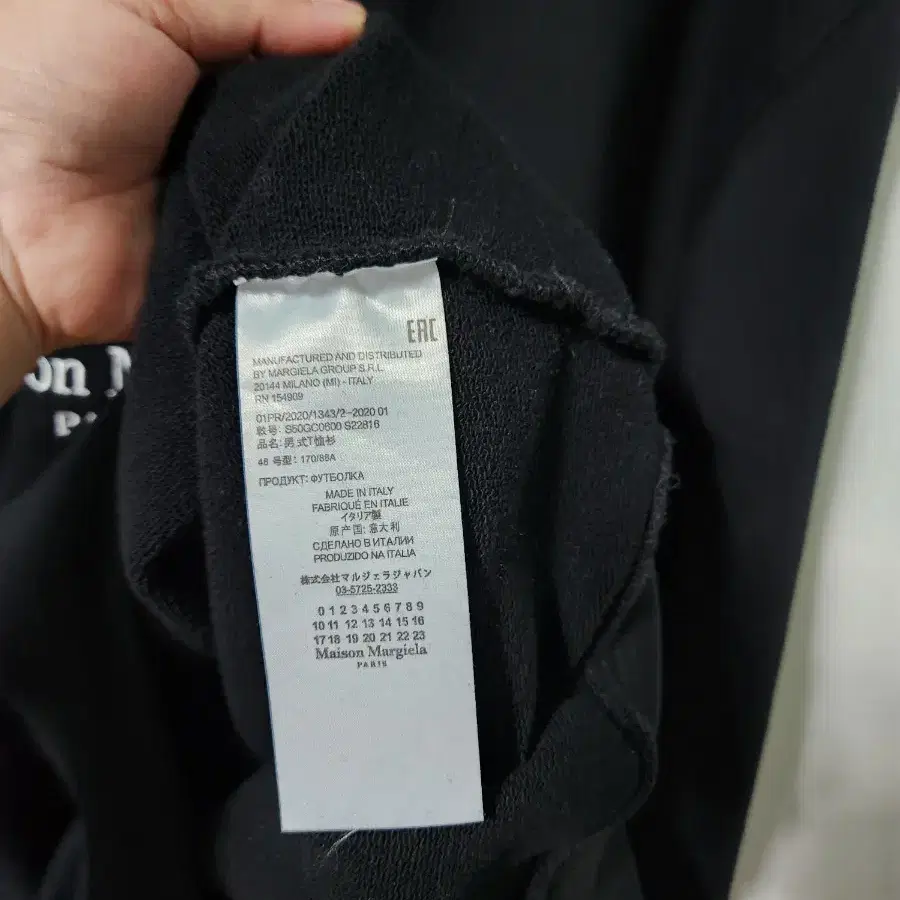 EAC
MANUFACTURED AND DISTRIBUTED
BY MARGIELA GROUP S.R.L
20144 MILANO (MI) - ITALY
RN 154909
01PR/2020/1343/2-2020 01
款号: S50GC0600 S22816
品名: 男式T恤衫
46 号型: 170/88A
ПРОДУКТ: ФУТБОЛКА
MADE IN ITALY
FABRIQUÉ EN ITALIE
イタリア製
原产国: 意大利
СДЕЛАНО В ИТАЛИИ
PRODUZIDO NA ITALIA
株式会社マルジェラジャパン
03-5725-2333
0 1 2 3 4 5 6 7 8 9
10 11 12 13 14 15 16
17 18 19 20 21 22 23
Maison Margiela
PARIS
on M
PA